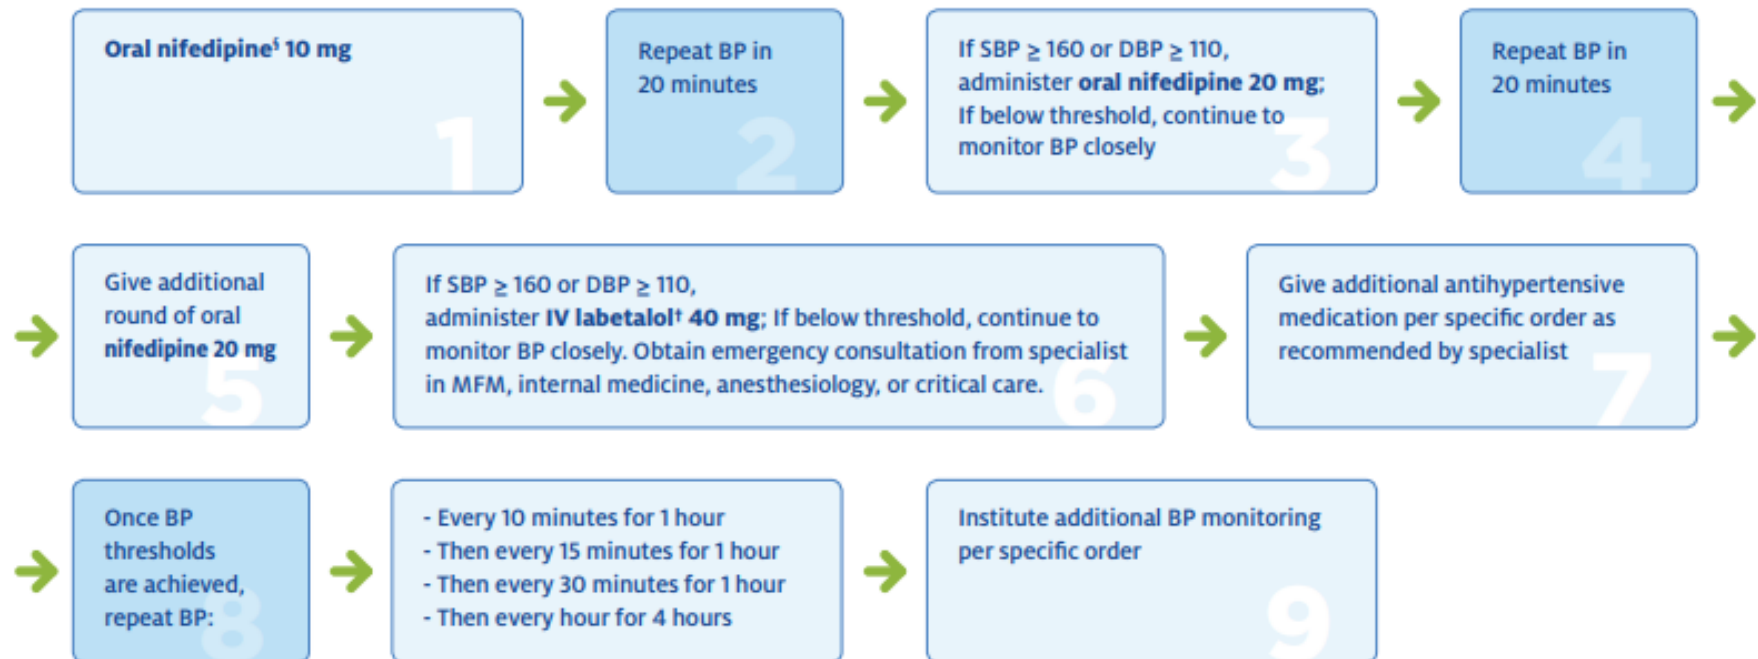 Oral nifedipine§ 10 mg
1
Repeat BP in
20 minutes
2
If SBP ≥ 160 or DBP ≥ 110,
administer oral nifedipine 20 mg;
If below threshold, continue to
monitor BP closely
3
Repeat BP in
20 minutes
4
Give additional
round of oral
nifedipine 20 mg
5
If SBP ≥ 160 or DBP ≥ 110,
administer IV labetalol† 40 mg; If below threshold, continue to
monitor BP closely. Obtain emergency consultation from specialist
in MFM, internal medicine, anesthesiology, or critical care.
6
Give additional antihypertensive
medication per specific order as
recommended by specialist
7
Once BP
thresholds
are achieved,
repeat BP:
8
- Every 10 minutes for 1 hour
- Then every 15 minutes for 1 hour
- Then every 30 minutes for 1 hour
- Then every hour for 4 hours
Institute additional BP monitoring
per specific order
9